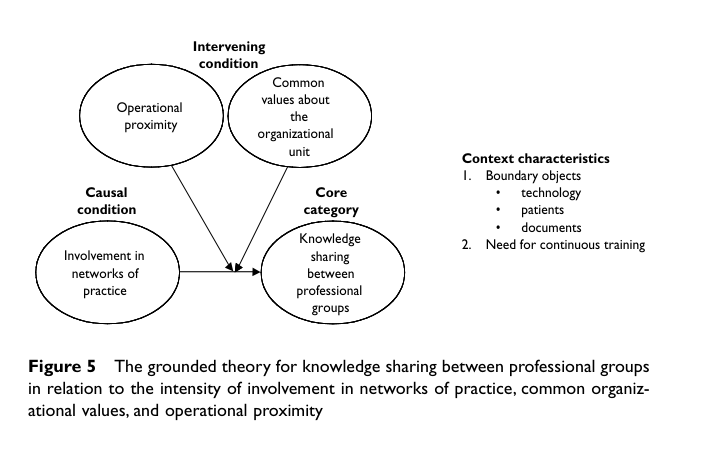 Intervening
condition
Operational
proximity
Common
values about
the
organizational
unit
Causal
condition
Involvement in
networks of
practice
Core
category
Knowledge
sharing
between
professional
groups
Context characteristics
1. Boundary objects
• technology
• patients
• documents
2. Need for continuous training
Figure 5 The grounded theory for knowledge sharing between professional groups
in relation to the intensity of involvement in networks of practice, common organiz-
ational values, and operational proximity